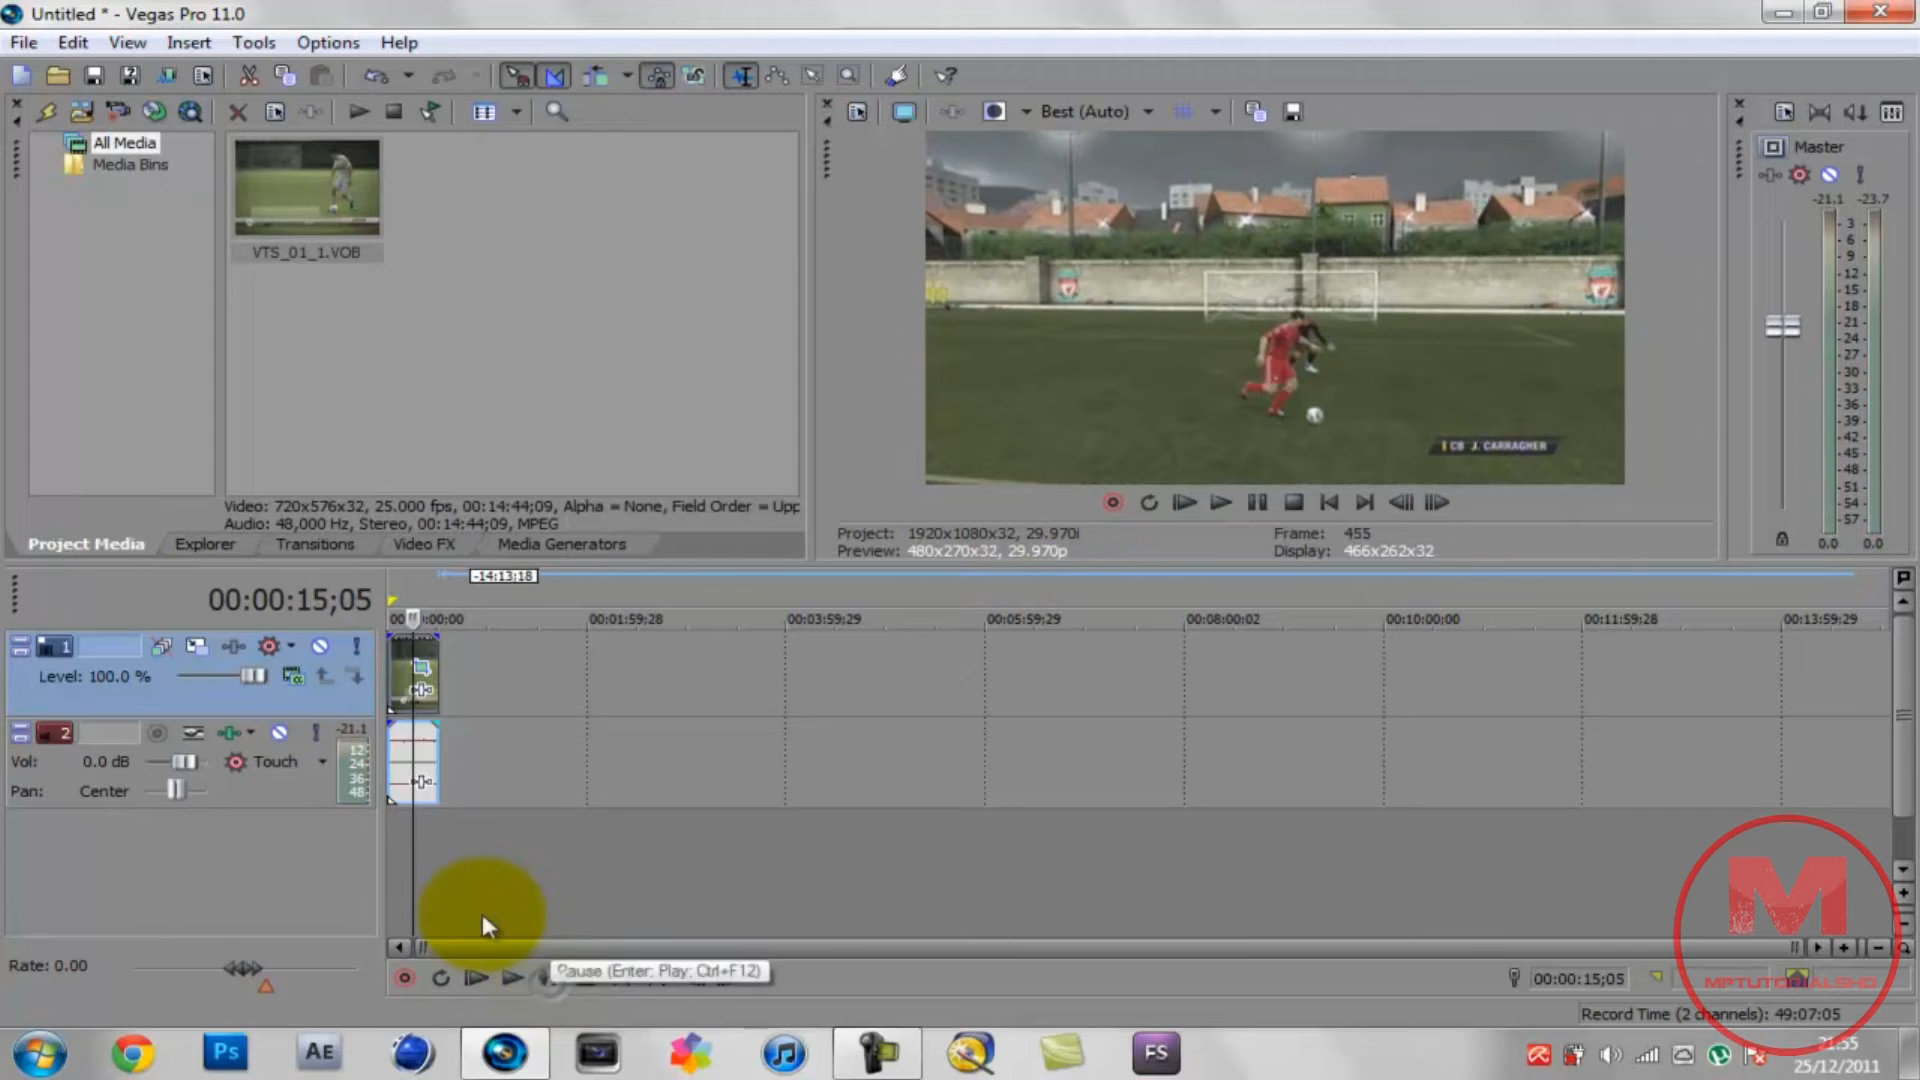 Untitled * - Vegas Pro 11.0
File Edit View Insert Tools Options Help
Best (Auto)
All Media
Media Bins
VTS_01_1.VOB
Master
-21.1 -23.7
3
6
9
12
15
18
21
24
27
30
33
36
39
42
45
48
51
54
57
0.0 0.0
CB J. CARRAGHER
Video: 720x576x32, 25.000 fps, 00:14:44;09, Alpha = None, Field Order = Upp
Audio: 48,000 Hz, Stereo, 00:14:44;09, MPEG
Project: 1920x1080x32, 29.970i
Frame: 455
Preview: 480x270x32, 29.970p
Display: 466x262x32
Project Media Explorer Transitions Video FX Media Generators
-14:13;18
00:00:15;05
00:01:59;28 00:03:59;29 00:05:59;29 00:08:00;02 00:10:00;00 00:11:59;28 00:13:59;29
1
Level: 100.0 %
2
-21.1
Vol: 0.0 dB Touch
Pan: Center
12
24
36
48
Rate: 0.00
Pause (Enter; Play: Ctrl+F12)
00:00:15;05
Record Time (2 channels): 49:07:05
M
MPTUTORIALSHD
Ps AE FS
21:55
25/12/2011